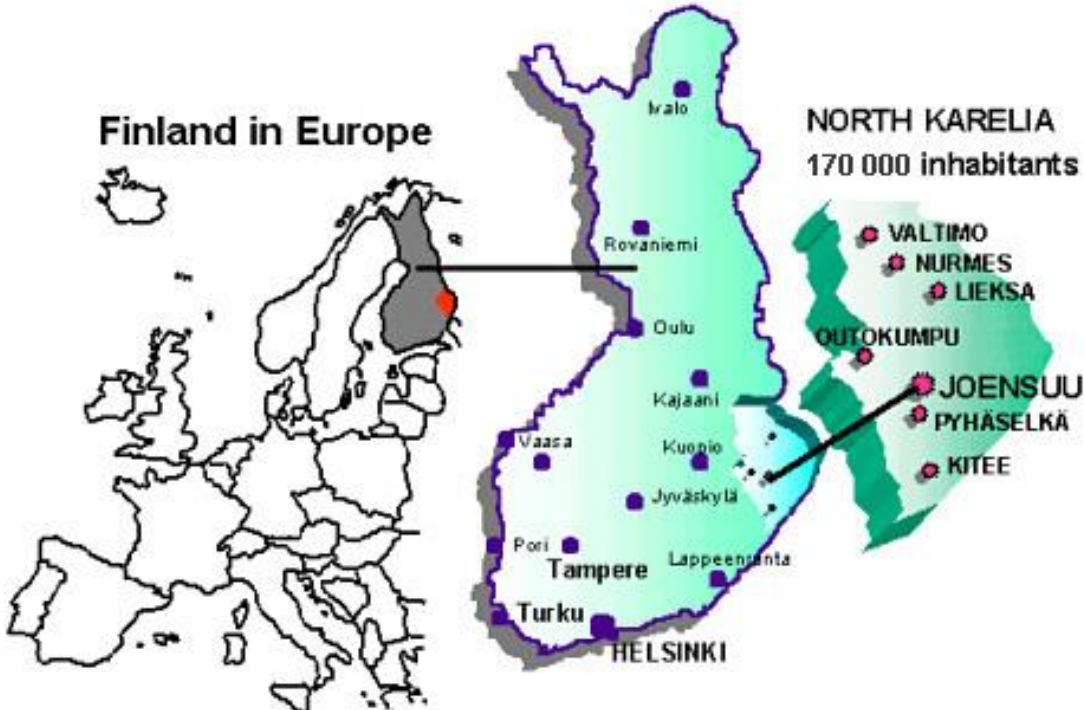 Finland in Europe
Ivalo
Rovaniemi
Oulu
Kajaani
Vaasa
Kuopio
Jyväskylä
Pori
Tampere
Lappeenranta
Turku
HELSINKI
NORTH KARELIA
170 000 inhabitants
VALTIMO
NURMES
LIEKSA
OUTOKUMPU
JOENSUU
PYHÄSELKÄ
KITEE